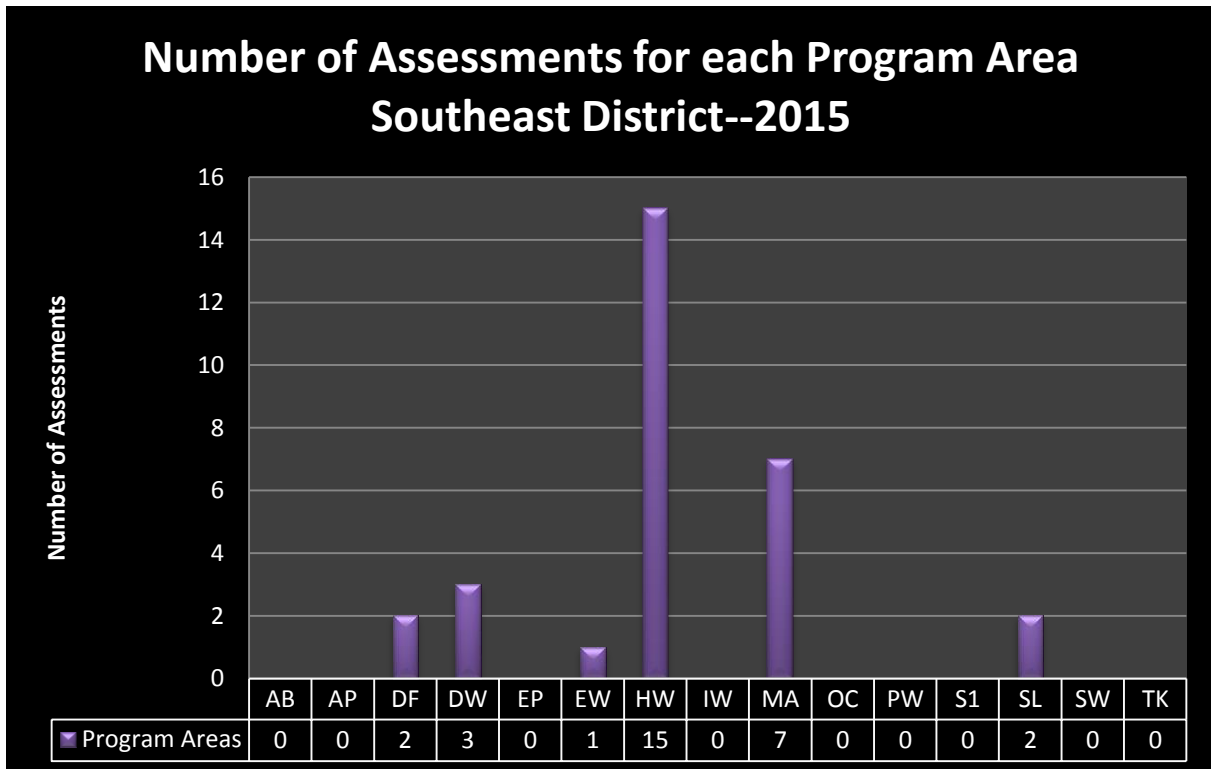 Number of Assessments for each Program Area
Southeast District--2015
Number of Assessments
16
14
12
10
8
6
4
2
0
AB AP DF DW EP EW HW IW MA OC PW S1 SL SW TK
Program Areas 0 0 2 3 0 1 15 0 7 0 0 0 2 0 0